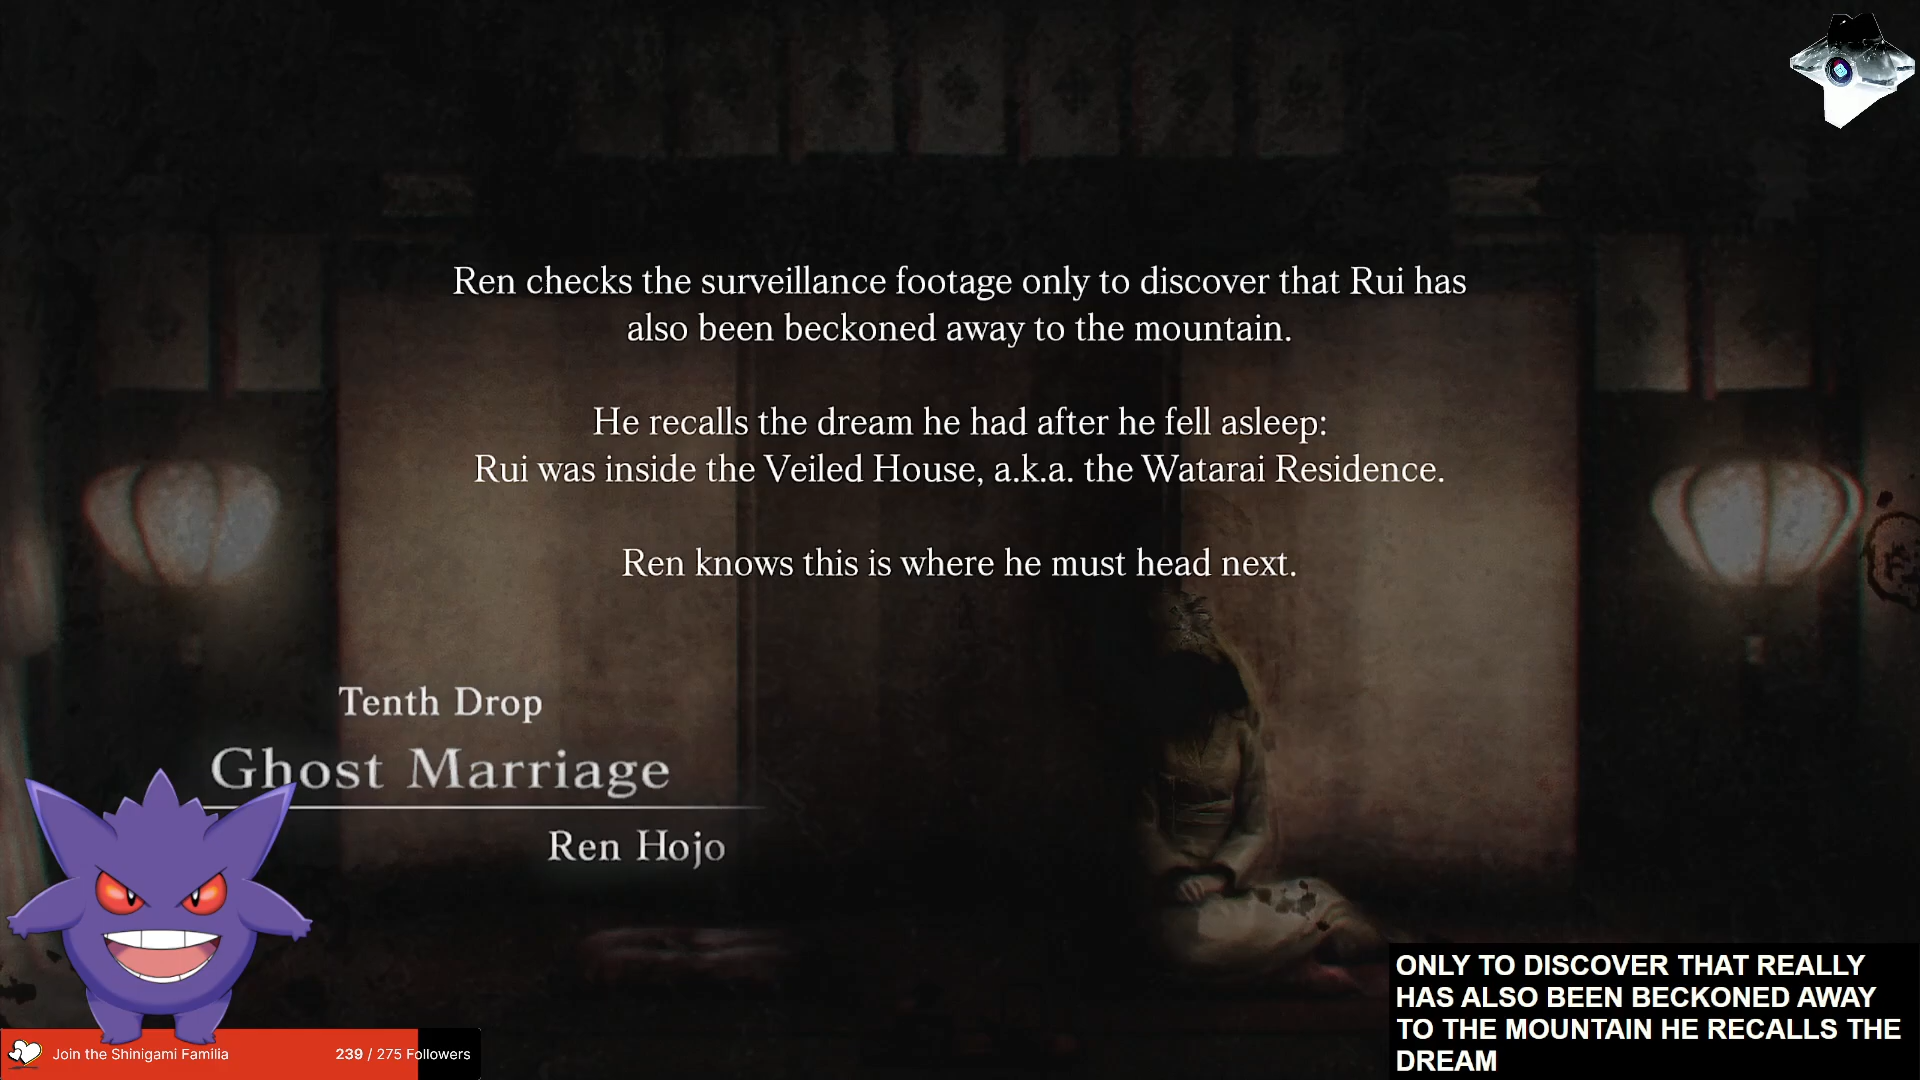 Ren checks the surveillance footage only to discover that Rui has
also been beckoned away to the mountain.
He recalls the dream he had after he fell asleep:
Rui was inside the Veiled House, a.k.a. the Watarai Residence.
Ren knows this is where he must head next.
Tenth Drop
Ghost Marriage
Ren Hojo
Join the Shinigami Familia
239 / 275 Followers
ONLY TO DISCOVER THAT REALLY
HAS ALSO BEEN BECKONED AWAY
TO THE MOUNTAIN HE RECALLS THE
DREAM